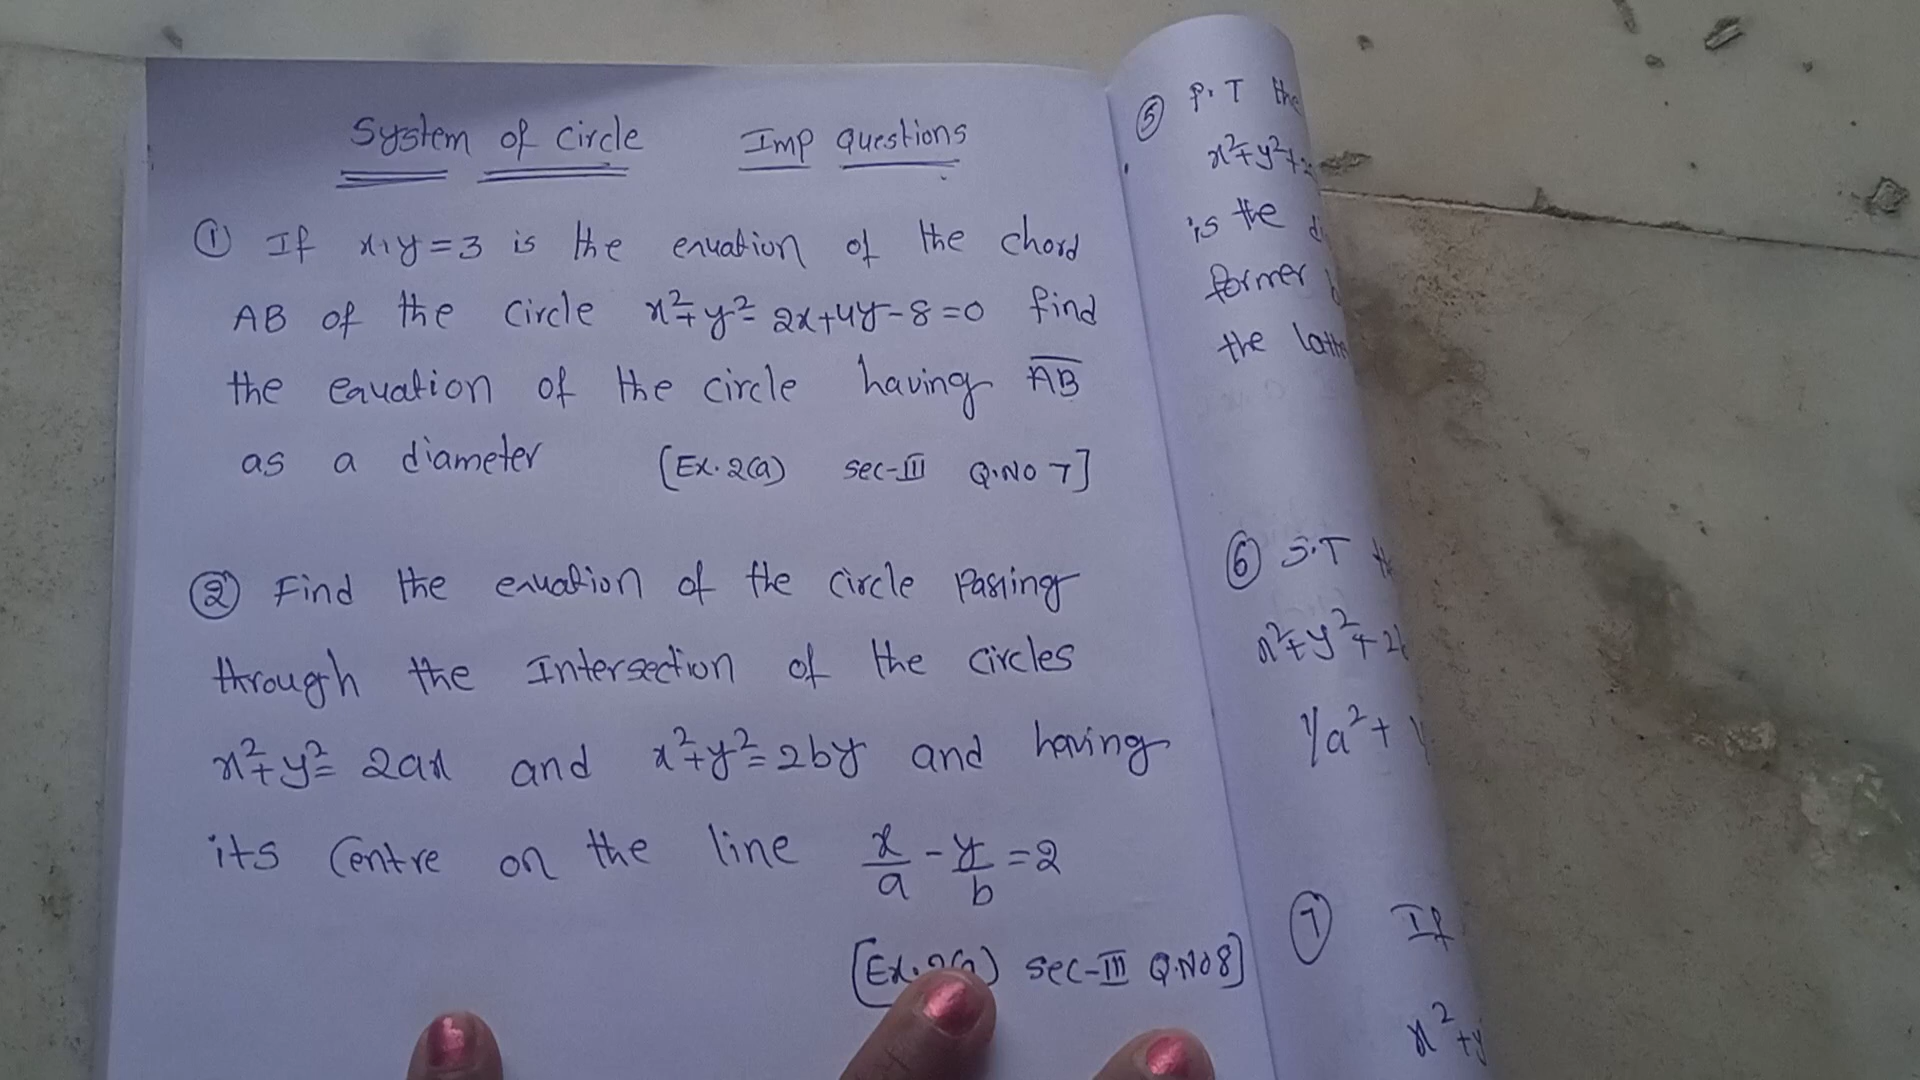 System of Circle Imp Questions
① If x+y=3 is the equation of the chord
AB of the circle x²+y²-2x+4y-8=0 find
the equation of the circle having AB
as a diameter [Ex.2(a) sec-III Q.NO 7]
② Find the equation of the circle Passing
through the Intersection of the circles
x²+y²=2ax and x²+y²=2by and having
its Centre on the line x/a - y/b = 2
[Ex.2(a) sec-III Q.NO8]
⑤ P.T the
x²+y²+
is the
former
the
⑥ S.T
x²+y²+2
1/a²+
⑦ If
x²+y